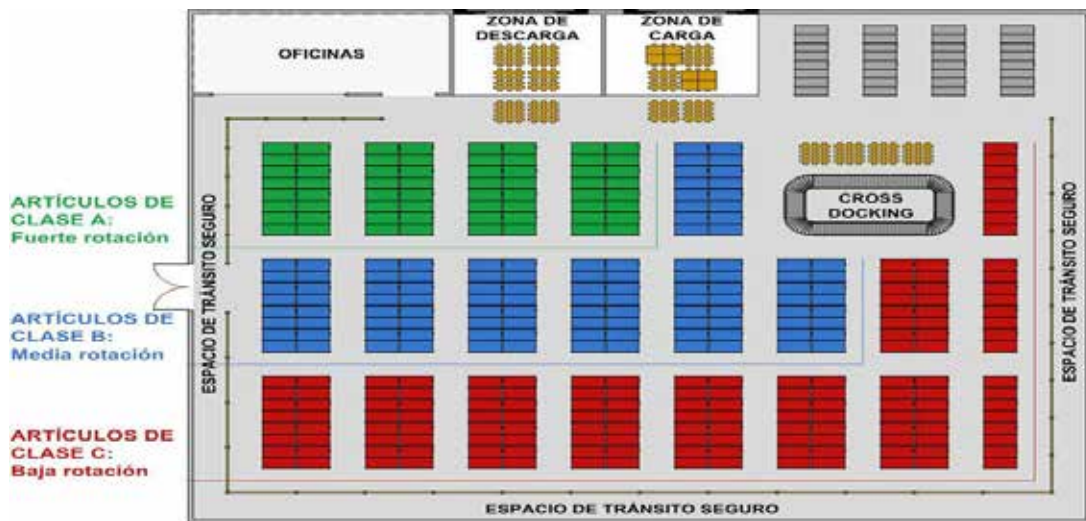 OFICINAS
ZONA DE
DESCARGA
ZONA DE
CARGA
ARTÍCULOS DE
CLASE A:
Fuerte rotación
ESPACIO DE TRÁNSITO SEGURO
CROSS
DOCKING
ESPACIO DE TRÁNSITO SEGURO
ARTÍCULOS DE
CLASE B:
Media rotación
ARTÍCULOS DE
CLASE C:
Baja rotación
ESPACIO DE TRÁNSITO SEGURO